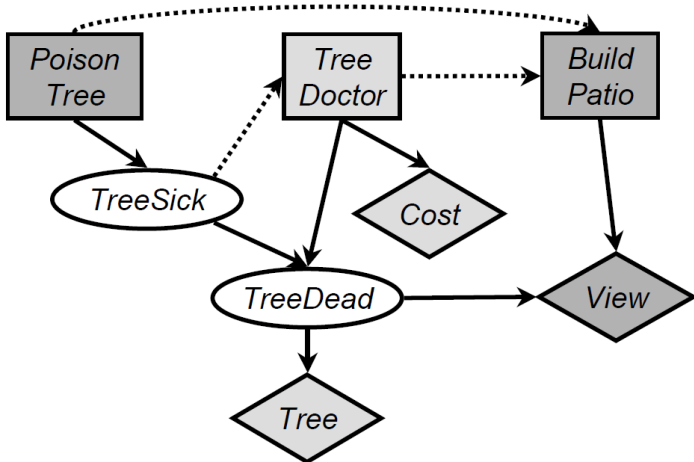 Poison
Tree
Tree
Doctor
Build
Patio
TreeSick
Cost
TreeDead
View
Tree